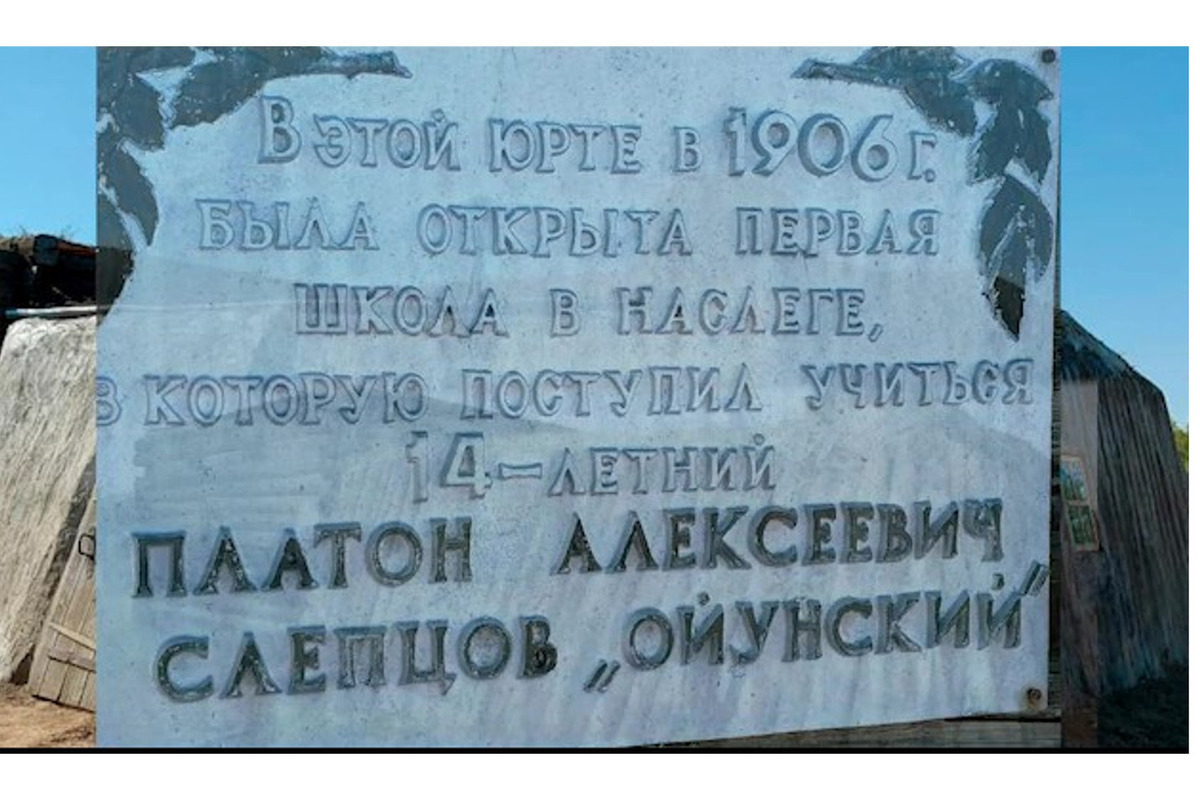 В ЭТОЙ ЮРТЕ В 1906 Г.
БЫЛА ОТКРЫТА ПЕРВАЯ
ШКОЛА В НАСЛЕГЕ,
В КОТОРУЮ ПОСТУПИЛ УЧИТЬСЯ
14-ЛЕТНИЙ
ПЛАТОН АЛЕКСЕЕВИЧ
СЛЕПЦОВ „ОЙУНСКИЙ"